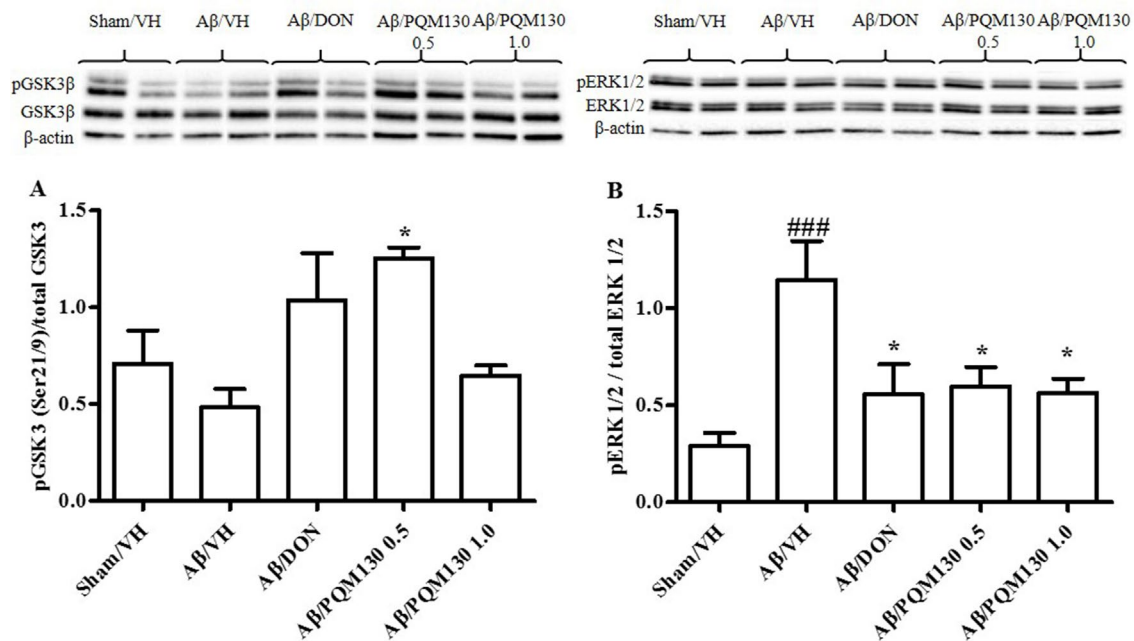 Sham/VH Aβ/VH Aβ/DON Aβ/PQM130 Aβ/PQM130
0.5 1.0
pGSK3β
GSK3β
β-actin
Sham/VH Aβ/VH Aβ/DON Aβ/PQM130 Aβ/PQM130
0.5 1.0
pERK1/2
ERK1/2
β-actin
A
pGSK3 (Ser21/9)/total GSK3
1.5
1.0
0.5
0.0
*
Sham/VH
Aβ/VH
Aβ/DON
Aβ/PQM130 0.5
Aβ/PQM130 1.0
B
pERK1/2 / total ERK 1/2
1.5
1.0
0.5
0.0
###
* * *
Sham/VH
Aβ/VH
Aβ/DON
Aβ/PQM130 0.5
Aβ/PQM130 1.0